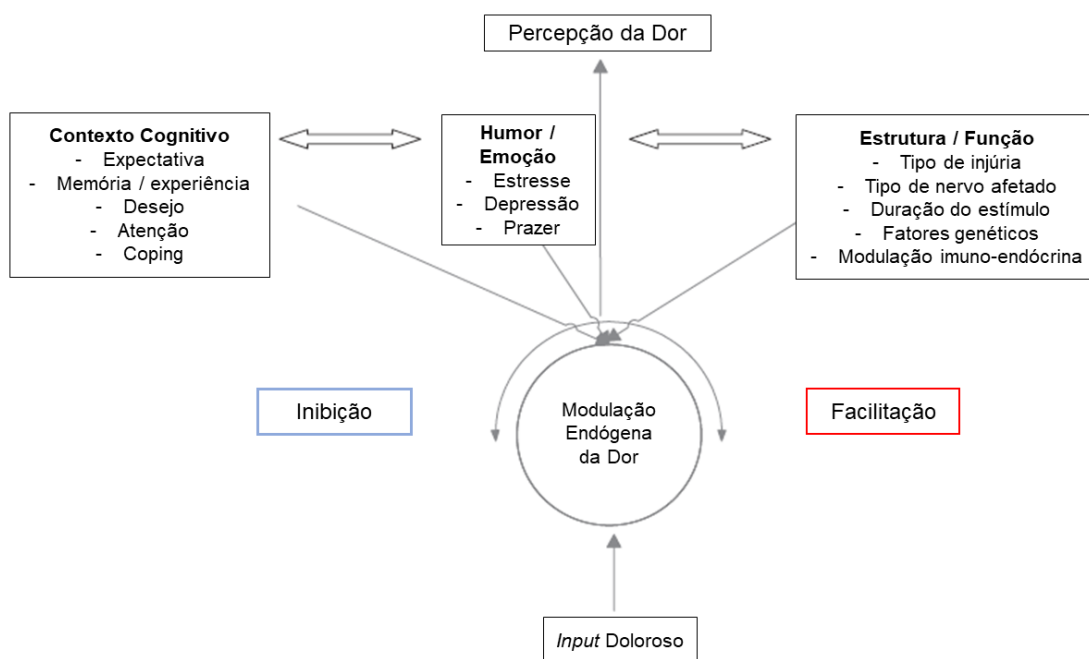 Percepção da Dor
Contexto Cognitivo
- Expectativa
- Memória / experiência
- Desejo
- Atenção
- Coping
Humor /
Emoção
- Estresse
- Depressão
- Prazer
Estrutura / Função
- Tipo de injúria
- Tipo de nervo afetado
- Duração do estímulo
- Fatores genéticos
- Modulação imuno-endócrina
Inibição
Modulação
Endógena
da Dor
Facilitação
Input Doloroso